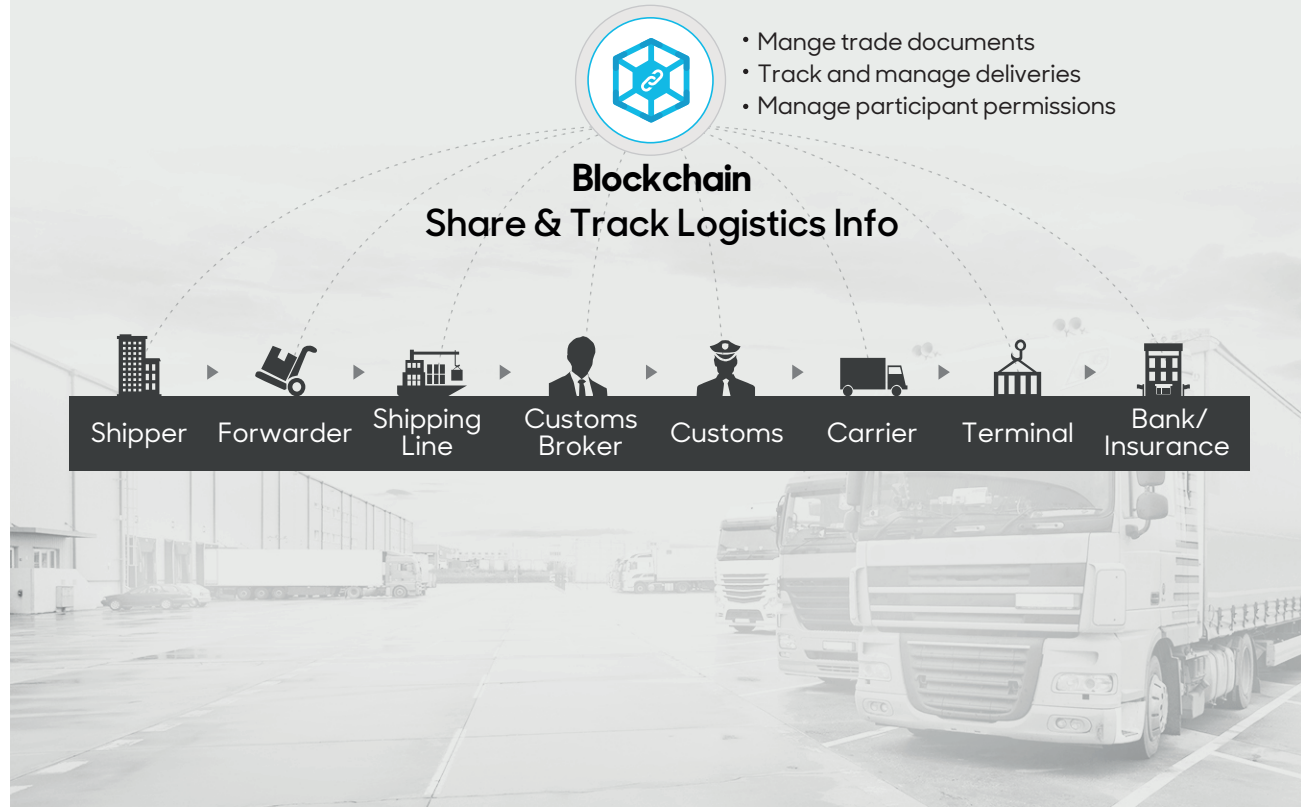 • Mange trade documents
• Track and manage deliveries
• Manage participant permissions
Blockchain
Share & Track Logistics Info
Shipper
Forwarder
Shipping
Line
Customs
Broker
Customs
Carrier
Terminal
Bank/
Insurance